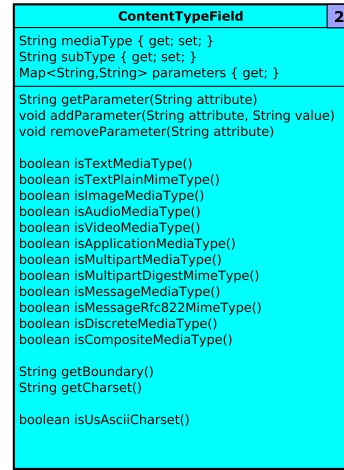 ContentTypeField
2
String mediaType { get; set; }
String subType { get; set; }
Map<String,String> parameters { get; }
String getParameter(String attribute)
void addParameter(String attribute, String value)
void removeParameter(String attribute)
boolean isTextMediaType()
boolean isTextPlainMimeType()
boolean isImageMediaType()
boolean isAudioMediaType()
boolean isVideoMediaType()
boolean isApplicationMediaType()
boolean isMultipartMediaType()
boolean isMultipartDigestMimeType()
boolean isMessageMediaType()
boolean isMessageRfc822MimeType()
boolean isDiscreteMediaType()
boolean isCompositeMediaType()
String getBoundary()
String getCharset()
boolean isUsAsciiCharset()